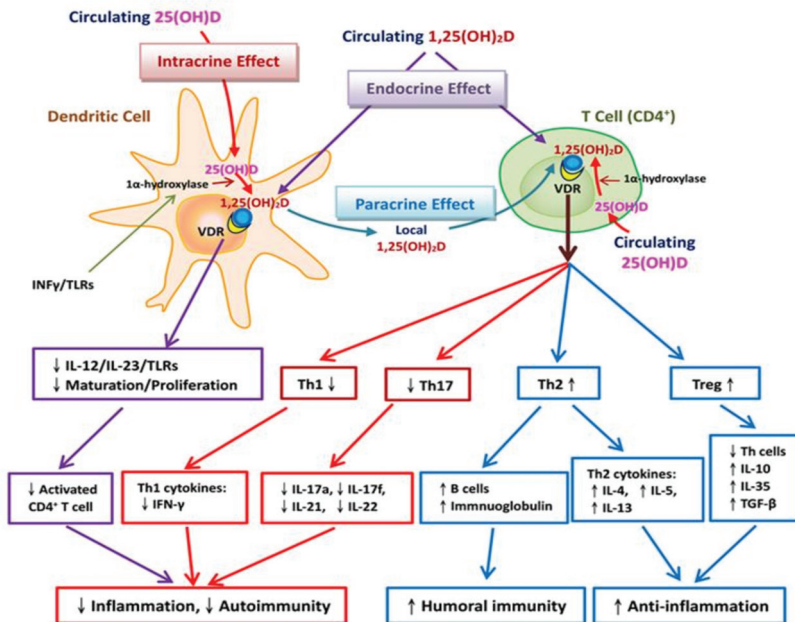 Circulating 25(OH)D
Intracrine Effect
Circulating 1,25(OH)₂D
Endocrine Effect
Dendritic Cell
T Cell (CD4⁺)
25(OH)D
1α-hydroxylase
1,25(OH)₂D
VDR
INFγ/TLRs
Paracrine Effect
Local
1,25(OH)₂D
1,25(OH)₂D
VDR
1α-hydroxylase
25(OH)D
Circulating
25(OH)D
↓ IL-12/IL-23/TLRs
↓ Maturation/Proliferation
Th1 ↓
↓ Th17
Th2 ↑
Treg ↑
↓ Activated
CD4⁺ T cell
Th1 cytokines:
↓ IFN-γ
↓ IL-17a, ↓ IL-17f,
↓ IL-21, ↓ IL-22
↑ B cells
↑ Immnuoglobulin
Th2 cytokines:
↑ IL-4, ↑ IL-5,
↑ IL-13
↓ Th cells
↑ IL-10
↑ IL-35
↑ TGF-β
↓ Inflammation, ↓ Autoimmunity
↑ Humoral immunity
↑ Anti-inflammation